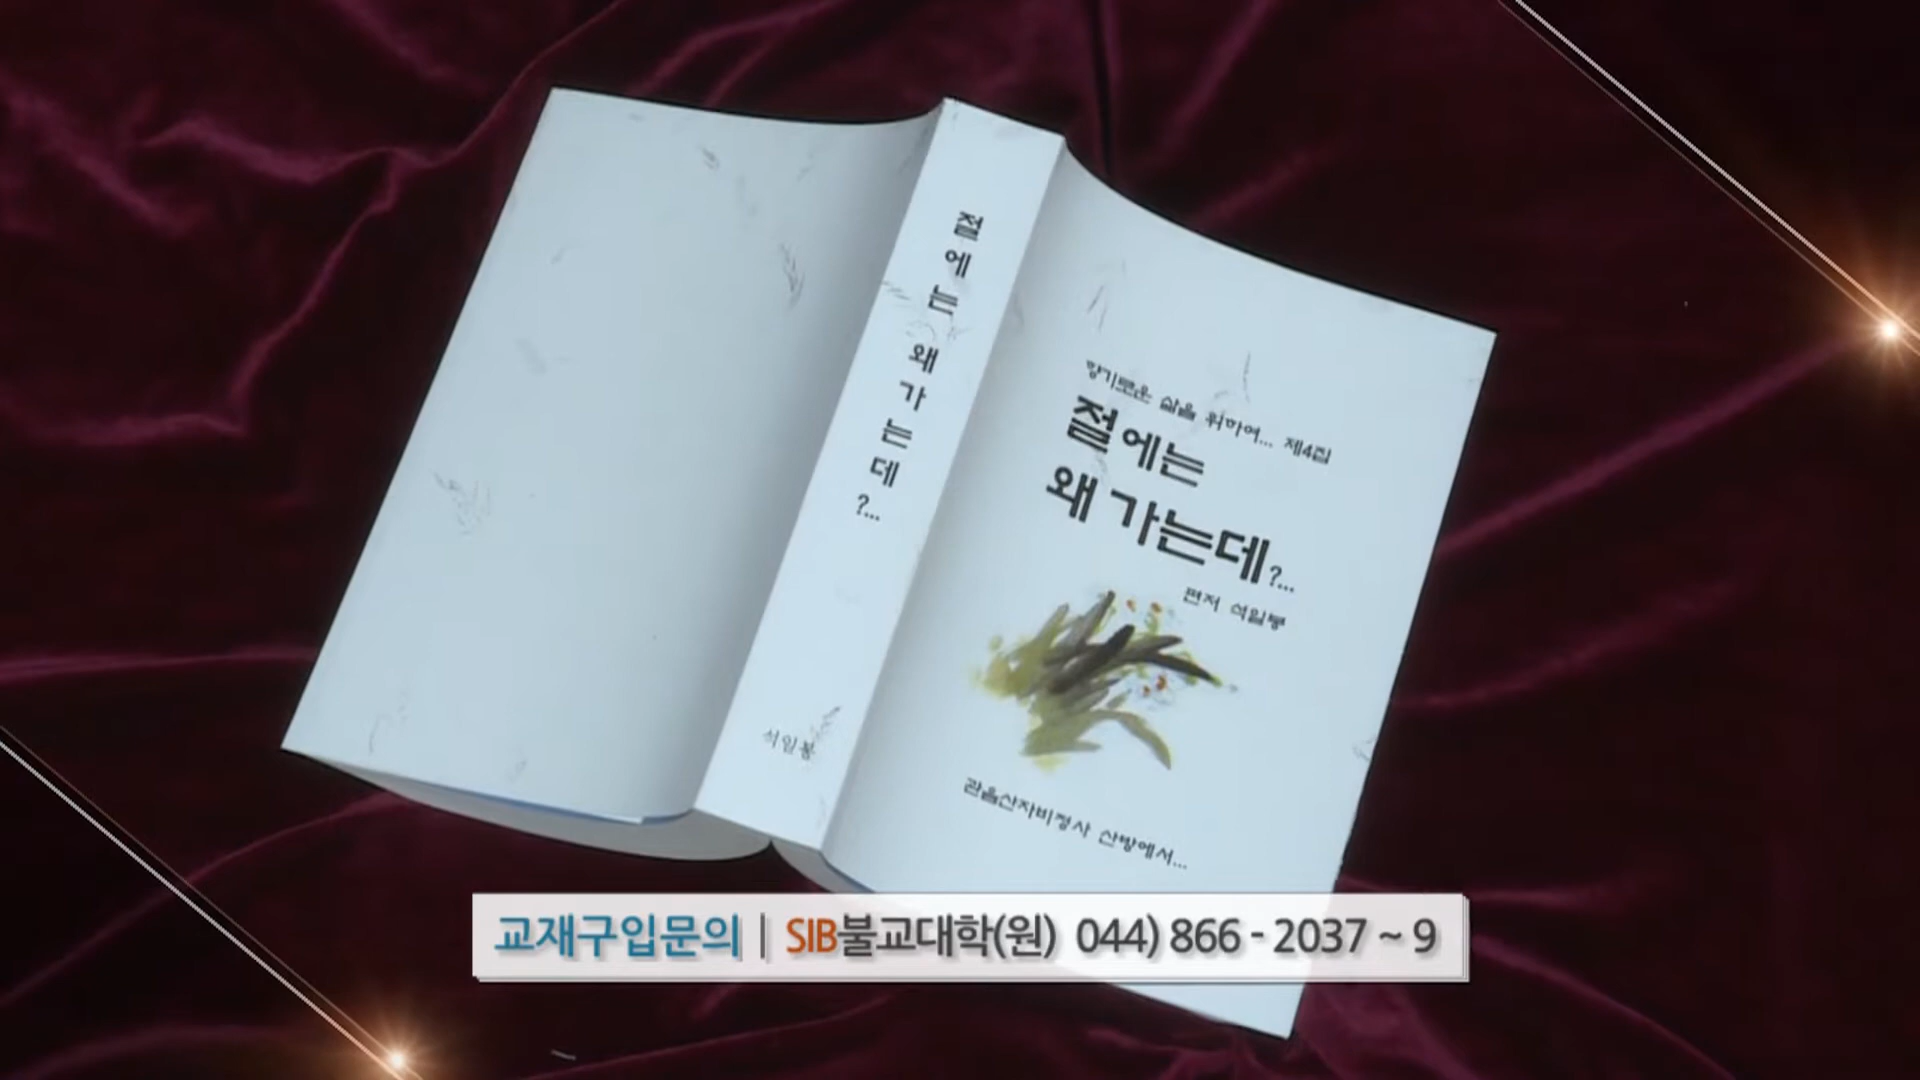 절에는 왜 가는데?...
석일봉
향기로운 삶을 위하여... 제4집
절에는
왜 가는데?...
편저 석일봉
관음산자비정사 산방에서...
교재구입문의 | SIB불교대학(원) 044) 866 - 2037 ~ 9